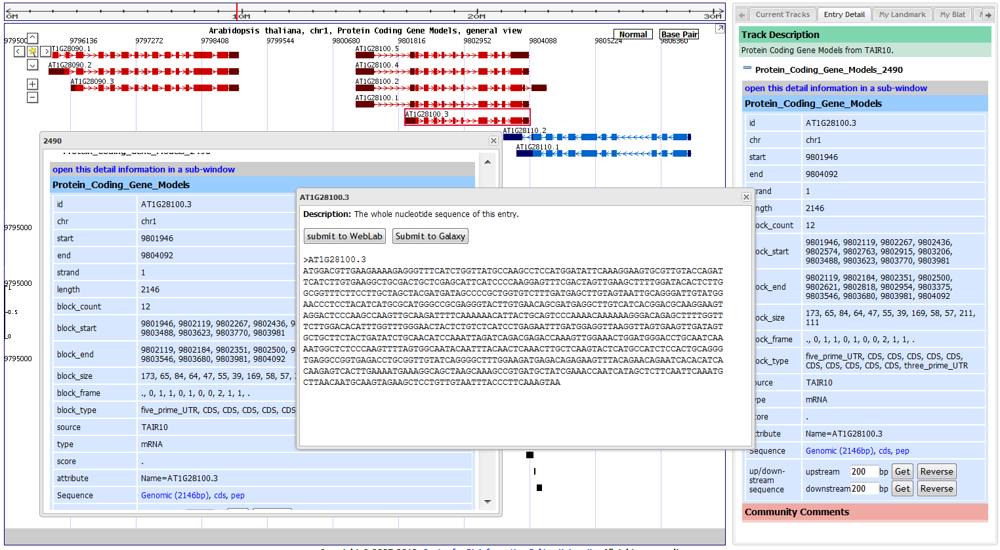 0M 10M 20M 30M
Arabidopsis thaliana, chr1, Protein Coding Gene Models, general view
Normal Base Pair
9795000 9796136 9797272 9798408 9799544 9800680 9801816 9802952 9804088 9805224 9806360
AT1G28090.1
AT1G28090.2
AT1G28090.3
AT1G28100.5
AT1G28100.4
AT1G28100.2
AT1G28100.1
AT1G28100.3
AT1G28110.2
AT1G28110.1
9795000
9795000
1
0.5
0
9795000
2490
Protein_Coding_Gene_Models_2490
open this detail information in a sub-window
Protein_Coding_Gene_Models
id AT1G28100.3
chr chr1
start 9801946
end 9804092
strand 1
length 2146
block_count 12
block_start 9801946, 9802119, 9802267, 9802436, 98
9803488, 9803623, 9803770, 9803981
block_end 9802119, 9802184, 9802351, 9802500, 98
9803546, 9803680, 9803981, 9804092
block_size 173, 65, 84, 64, 47, 55, 39, 169, 58, 57,
block_frame ., 0, 1, 1, 0, 1, 0, 0, 2, 1, 1, .
block_type five_prime_UTR, CDS, CDS, CDS, CDS,
source TAIR10
type mRNA
score .
attribute Name=AT1G28100.3
Sequence Genomic (2146bp), cds, pep
AT1G28100.3
Description: The whole nucleotide sequence of this entry.
submit to WebLab Submit to Galaxy
>AT1G28100.3
ATGGACGTTGAAGAAAAGAGGGTTTCATCTGGTTATGCCAAGCCTCCATGGATATTCAAAGGAAGTGCGTTGTACCAGAT
TCATCTTGTGAAGGCTGCGACTGCTCGAGCATTCATCCCCAAGGAGTTTCGACTAGTTGAAGCTTTTGGATACACTCTTG
GCGGTTTCTTCCTTGCTAGCTACGATGATAGCCCCGCTGGTGTCTTTGATGAGCTTGTAGTAATTGCAGGGATTGTATGG
AACCCTCCTACATCATGCGCATGGGCCGCGAGGGTACTTGTGAACAGCGATGAGGCTTGTCATCACGGACGCAAGGAAGT
AGGACTCCCAAGCCAAGTTGCAAGATTTTCAAAAAACATTACTGCAGTCCCAAAACAAAAAAGGGACAGAGCTTTTGGTT
TCTTGGACACATTTGGTTTGGGAACTACTCTGTCTCATCCTGAGAATTTGATGGAGGTTAAGGTTAGTGAAGTTGATAGT
GCTGCTTCTACTGATATCTGCAACATCCAAATTAGATCAGACGAGACCAAAGTTGGAAACTGGATGGGACCTGCAATCAA
AATGGCTCTCCCAAGTTTTAGTGGCAATACAATTTACAACTCAAACTTGCTCAAGTACTCATGCCATCTCCACTGCAGGG
TGAGGCCGGTGAGACCTGCGGTTGTATCAGGGGCTTTGGAAGATGAGACAGAGAAGTTTACAGAACAGAATCACACATCA
CAAGAGTCACTTGAAAATGAAAGGCAGCTAAGCAAAGCCGTGATGCTATCGAAACCAATCATAGCTCTTCAATTCAAATG
CTTAACAATGCAAGTAGAAGCTCCTGTTGTAATTTACCCTTCAAAGTAA
Current Tracks Entry Detail My Landmark My Blat
Track Description
Protein Coding Gene Models from TAIR10.
Protein_Coding_Gene_Models_2490
open this detail information in a sub-window
Protein_Coding_Gene_Models
id AT1G28100.3
chr chr1
start 9801946
end 9804092
strand 1
ngth 2146
ock_count 12
ock_start 9801946, 9802119, 9802267, 9802436,
9802574, 9802763, 9802915, 9803206,
9803488, 9803623, 9803770, 9803981
ock_end 9802119, 9802184, 9802351, 9802500,
9802621, 9802818, 9802954, 9803375,
9803546, 9803680, 9803981, 9804092
ock_size 173, 65, 84, 64, 47, 55, 39, 169, 58, 57, 211,
111
ock_frame ., 0, 1, 1, 0, 1, 0, 0, 2, 1, 1, .
ock_type five_prime_UTR, CDS, CDS, CDS, CDS, CDS,
CDS, CDS, CDS, CDS, CDS, three_prime_UTR
ource TAIR10
ype mRNA
ore .
ttribute Name=AT1G28100.3
Sequence Genomic (2146bp), cds, pep
up/down-stream sequence
upstream 200 bp Get Reverse
downstream 200 bp Get Reverse
Community Comments